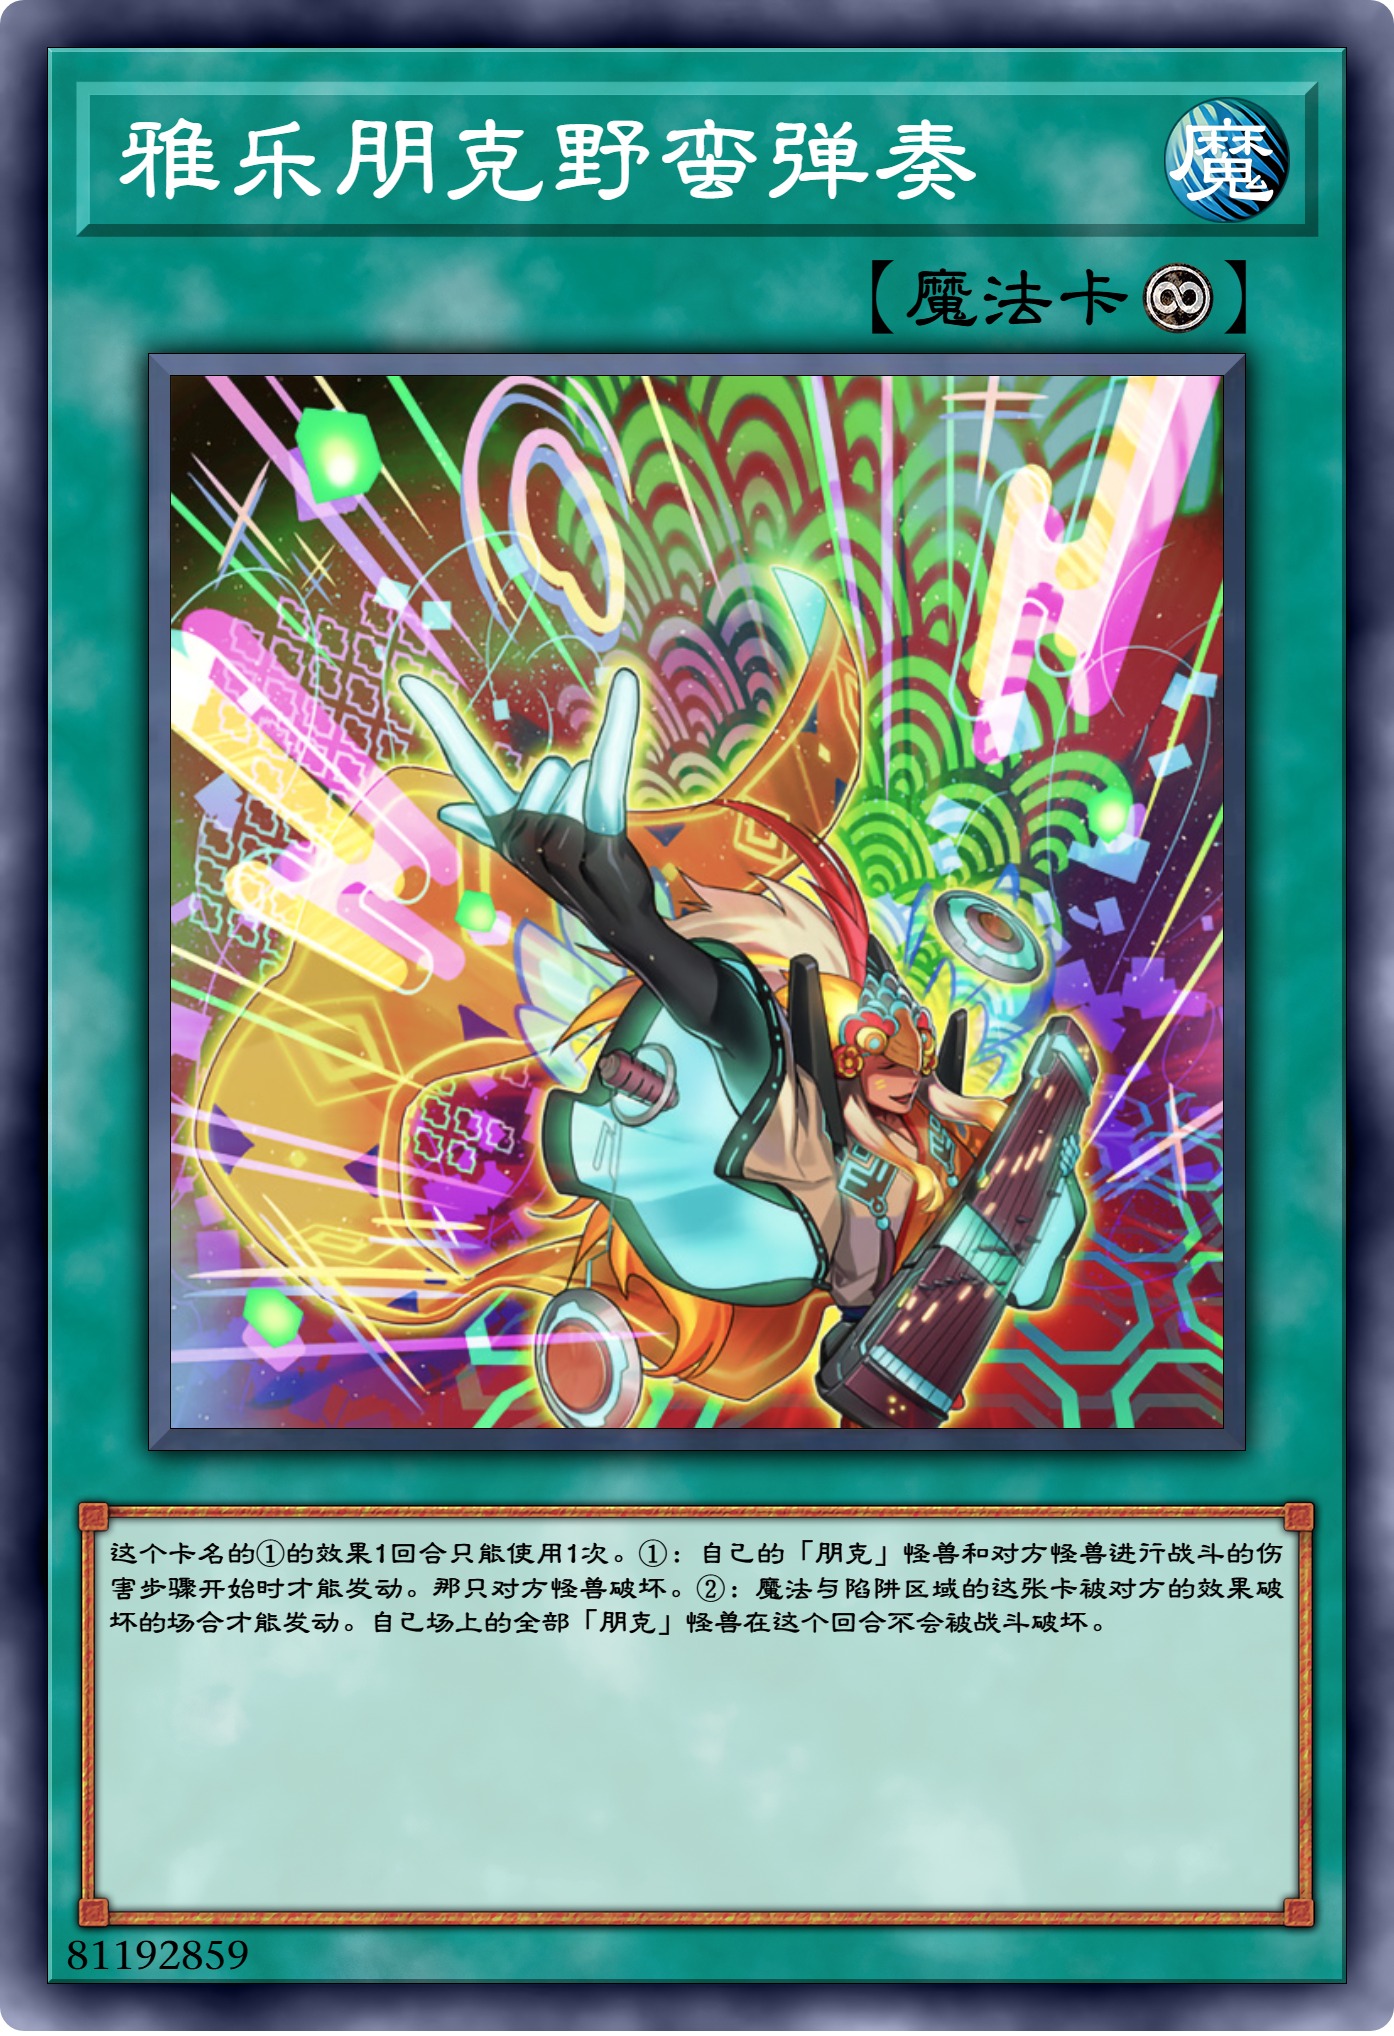 雅乐朋克野蛮弹奏
魔
【魔法卡♾】
这个卡名的①的效果1回合只能使用1次。①：自己的「朋克」怪兽和对方怪兽进行战斗的伤
害步骤开始时才能发动。那只对方怪兽破坏。②：魔法与陷阱区域的这张卡被对方的效果破
坏的场合才能发动。自己场上的全部「朋克」怪兽在这个回合不会被战斗破坏。
81192859